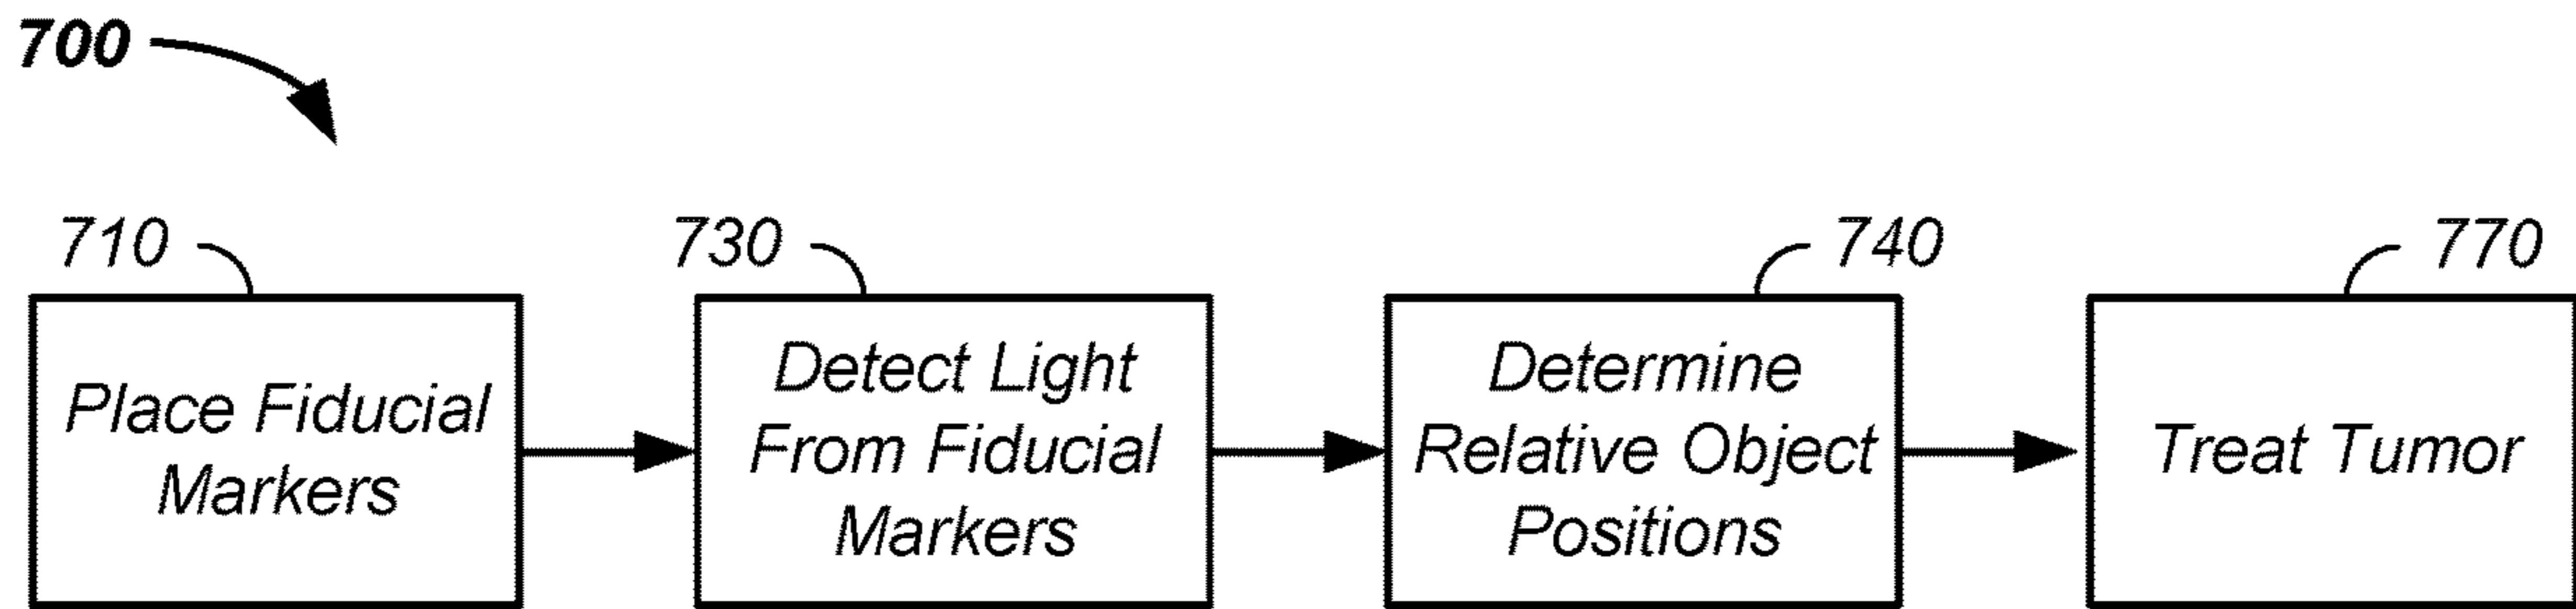 700
710
Place Fiducial
Markers
730
Detect Light
From Fiducial
Markers
740
Determine
Relative Object
Positions
770
Treat Tumor